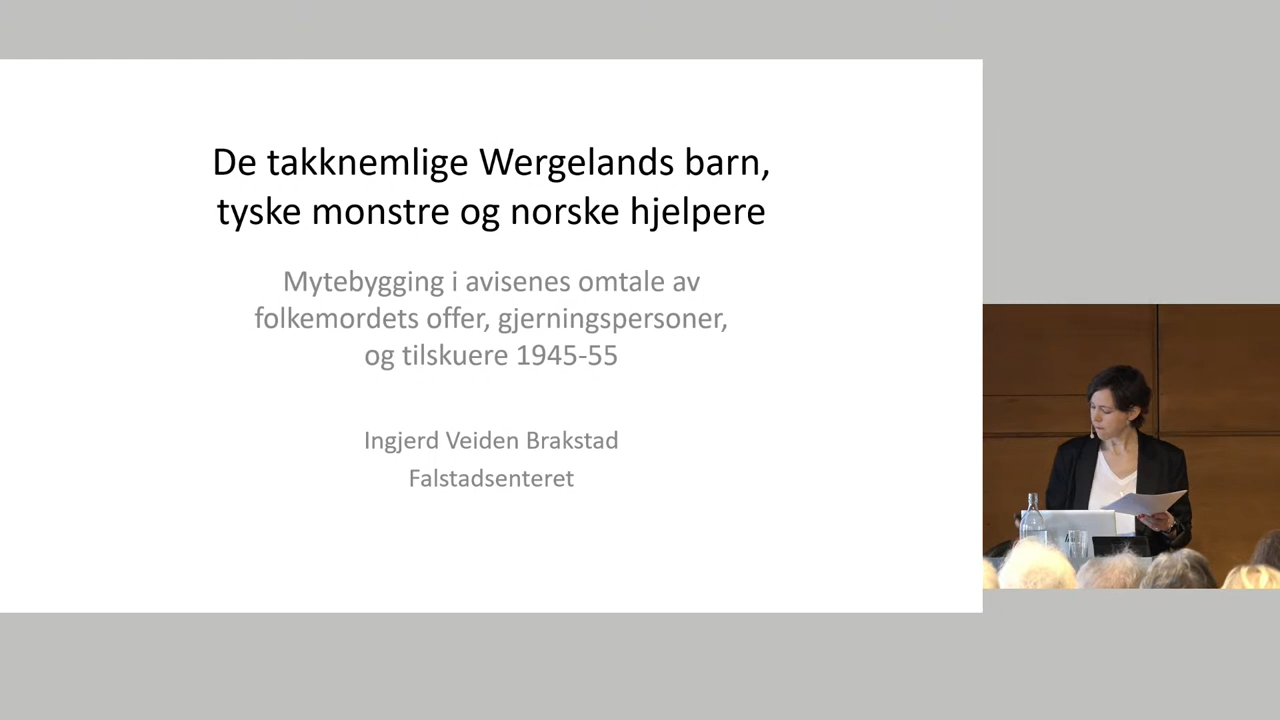 De takknemlige Wergelands barn,
tyske monstre og norske hjelpere
Mytebygging i avisenes omtale av
folkemordets offer, gjerningspersoner,
og tilskuere 1945-55
Ingjerd Veiden Brakstad
Falstadsenteret